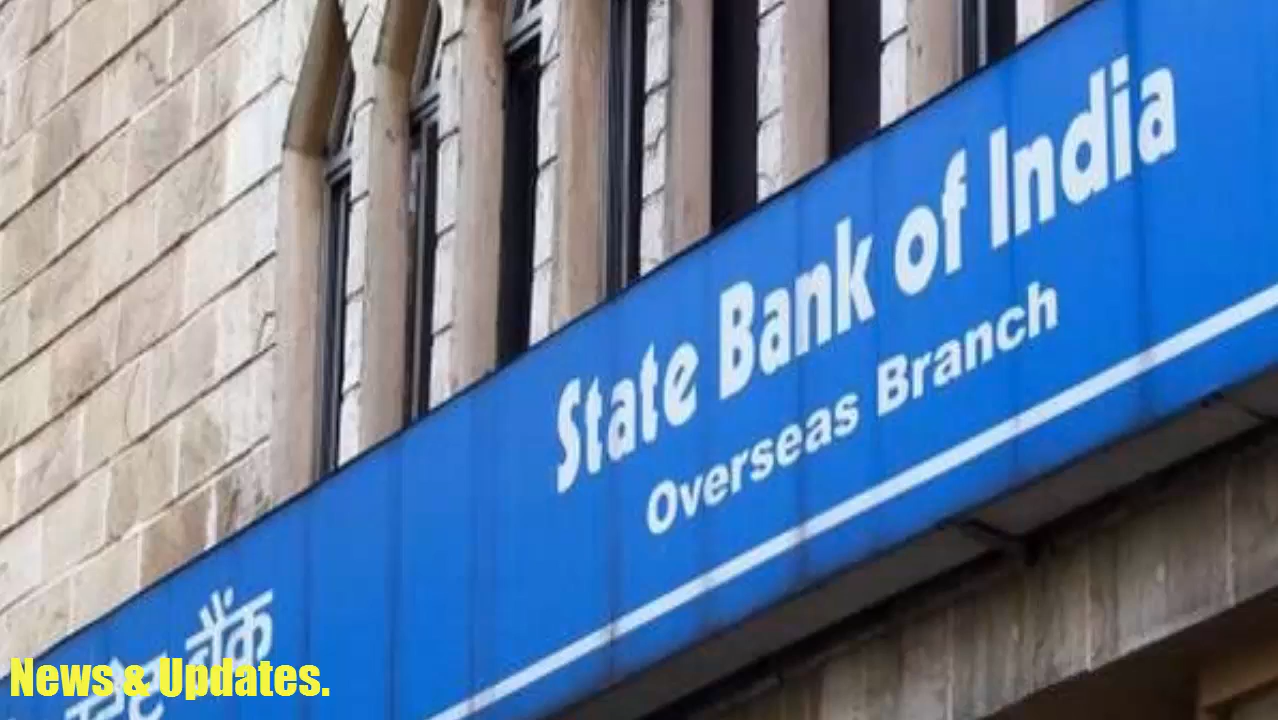 State Bank of India
Overseas Branch
स्टेट बैंक
News & Updates.